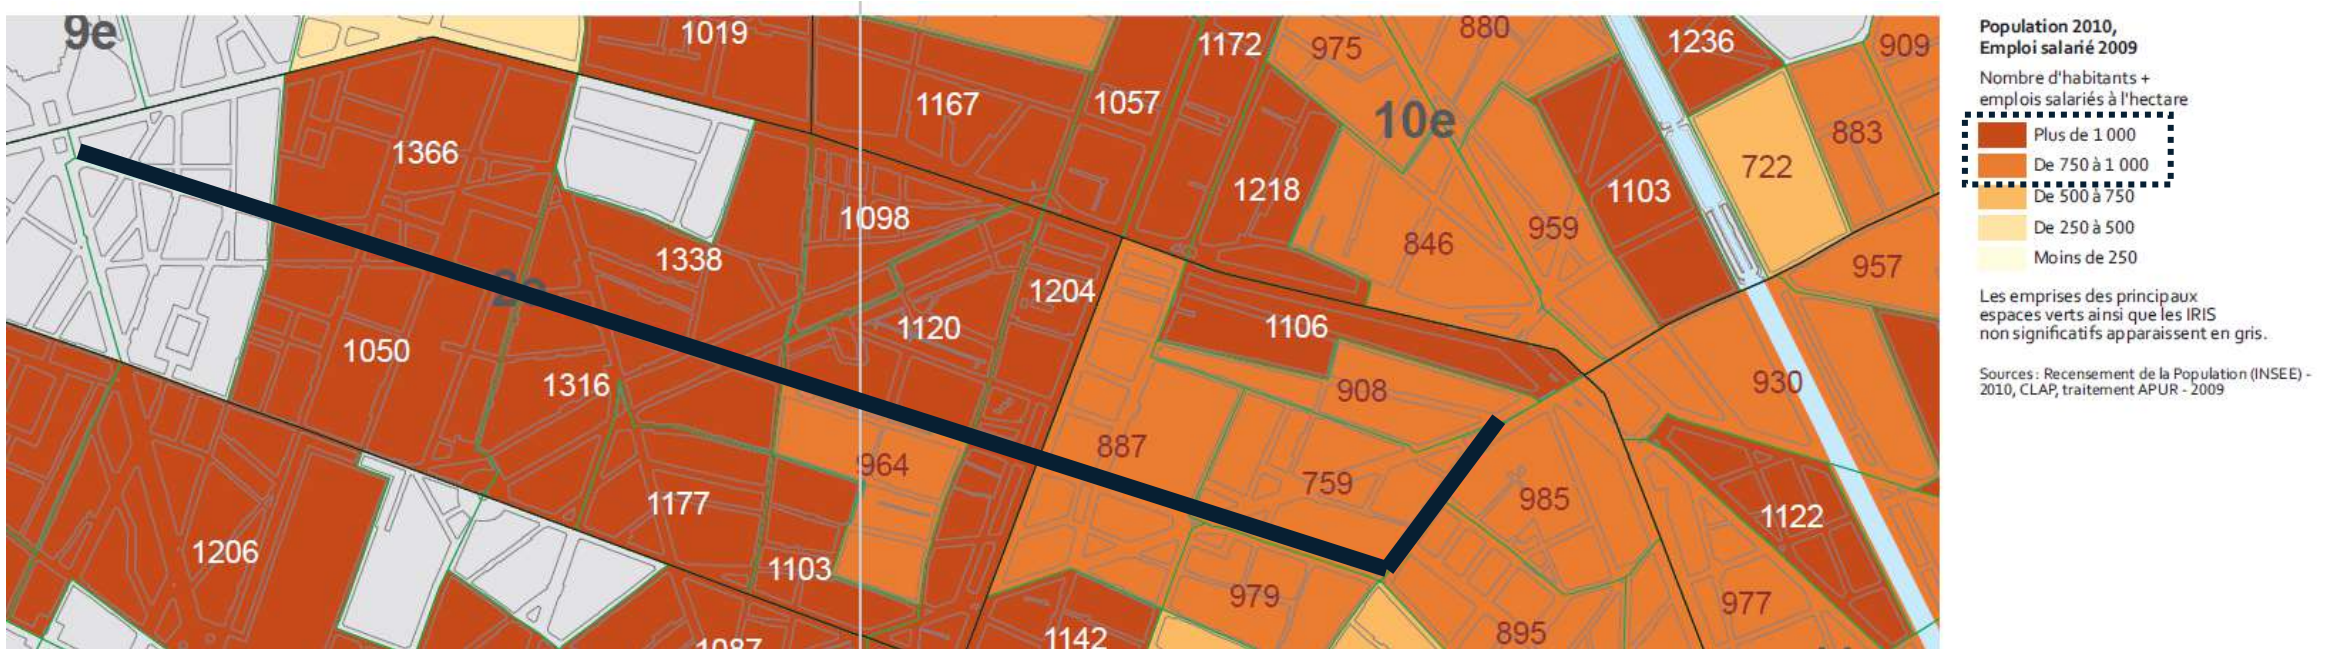 9e
1019
1172
975
880
1236
909
1167
1057
10e
883
1366
722
1218
1103
1098
846
959
1338
957
1204
1120
1106
1050
1316
908
930
887
964
759
985
1177
1122
1206
1103
979
977
1142
895
1087
Population 2010,
Emploi salarié 2009
Nombre d'habitants +
emplois salariés à l'hectare
Plus de 1 000
De 750 à 1 000
De 500 à 750
De 250 à 500
Moins de 250
Les emprises des principaux
espaces verts ainsi que les IRIS
non significatifs apparaissent en gris.
Sources : Recensement de la Population (INSEE) -
2010, CLAP, traitement APUR - 2009